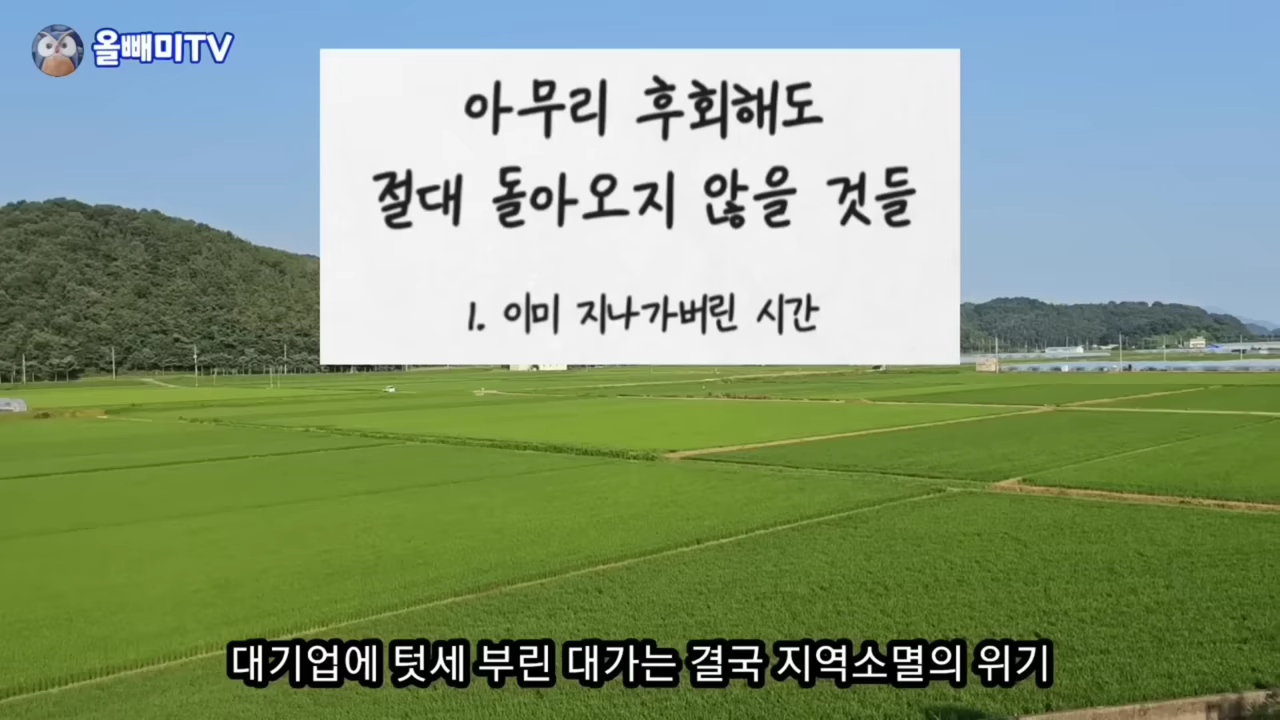 올빼미TV
아무리 후회해도
절대 돌아오지 않을 것들
1. 이미 지나가버린 시간
대기업에 텃세 부린 대가는 결국 지역소멸의 위기